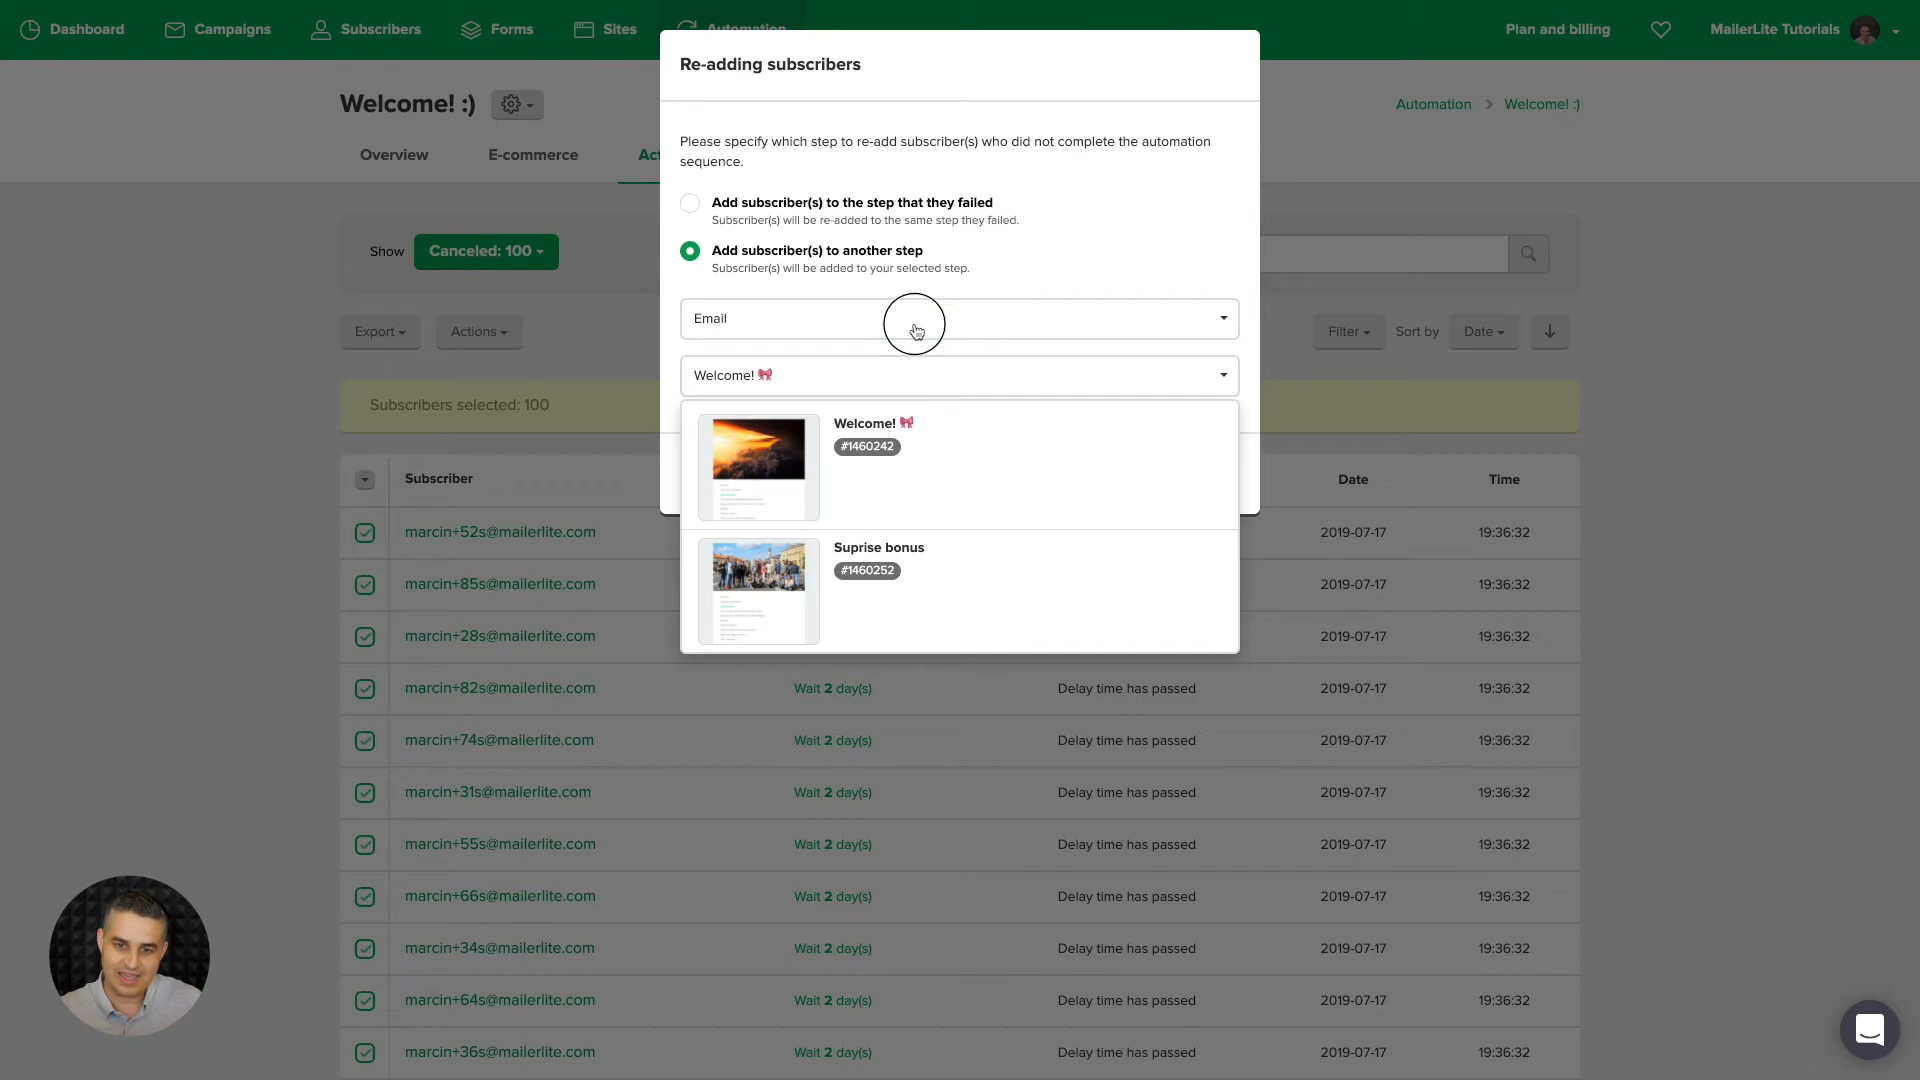 Dashboard
Campaigns
Subscribers
Forms
Sites
Automation
Plan and billing
MailerLite Tutorials
Re-adding subscribers
Welcome! :)
Automation > Welcome! :)
Overview
E-commerce
Act
Please specify which step to re-add subscriber(s) who did not complete the automation
sequence.
Add subscriber(s) to the step that they failed
Subscriber(s) will be re-added to the same step they failed.
Show
Canceled: 100
Add subscriber(s) to another step
Subscriber(s) will be added to your selected step.
Email
Export
Actions
Filter
Sort by
Date
Welcome! 🎀
Subscribers selected: 100
Welcome! 🎀
#1460242
Subscriber
Date
Time
marcin+52s@mailerlite.com
2019-07-17
19:36:32
Suprise bonus
#1460252
marcin+85s@mailerlite.com
2019-07-17
19:36:32
marcin+28s@mailerlite.com
2019-07-17
19:36:32
marcin+82s@mailerlite.com
Wait 2 day(s)
Delay time has passed
2019-07-17
19:36:32
marcin+74s@mailerlite.com
Wait 2 day(s)
Delay time has passed
2019-07-17
19:36:32
marcin+31s@mailerlite.com
Wait 2 day(s)
Delay time has passed
2019-07-17
19:36:32
marcin+55s@mailerlite.com
Wait 2 day(s)
Delay time has passed
2019-07-17
19:36:32
marcin+66s@mailerlite.com
Wait 2 day(s)
Delay time has passed
2019-07-17
19:36:32
marcin+34s@mailerlite.com
Wait 2 day(s)
Delay time has passed
2019-07-17
19:36:32
marcin+64s@mailerlite.com
Wait 2 day(s)
Delay time has passed
2019-07-17
19:36:32
marcin+36s@mailerlite.com
Wait 2 day(s)
Delay time has passed
2019-07-17
19:36:32